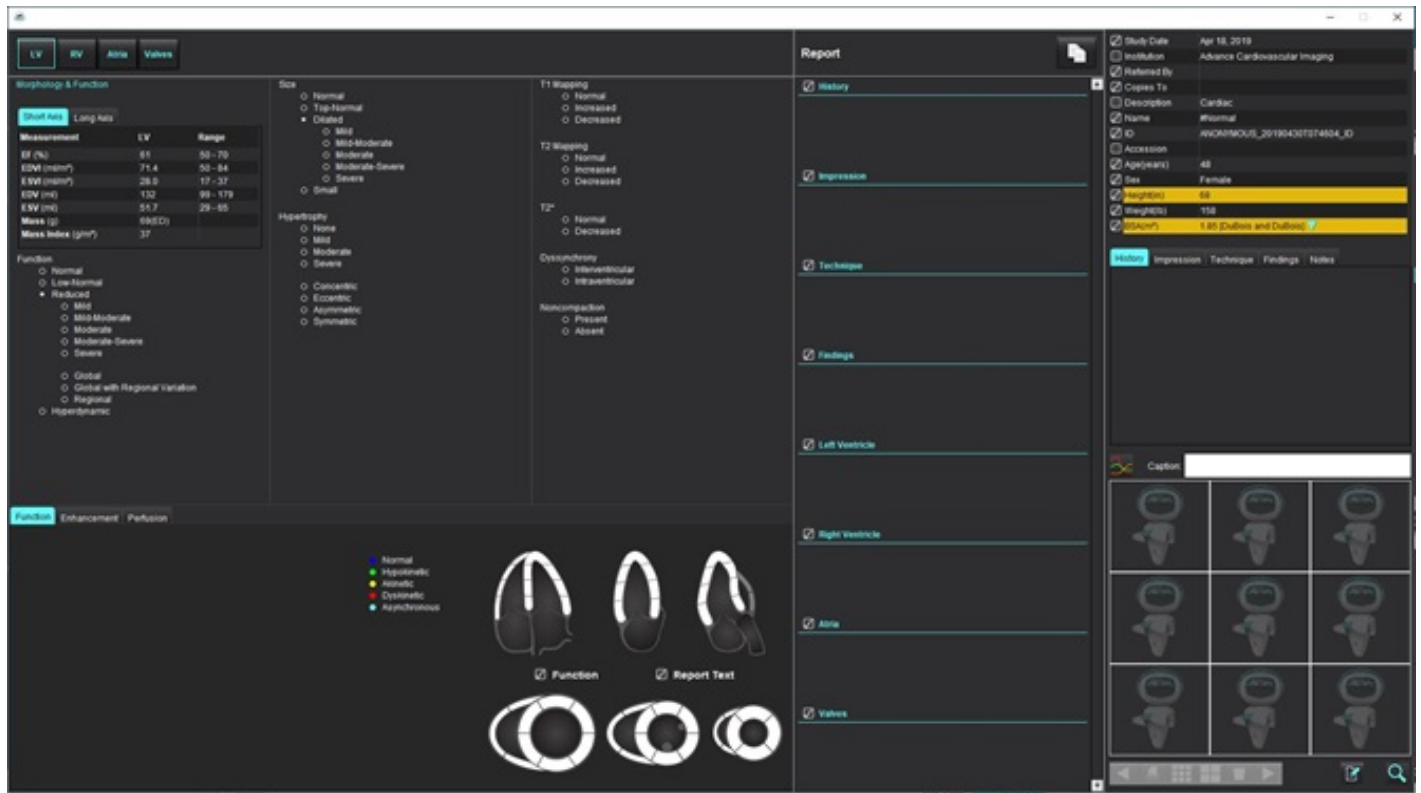 LV RV Atria Valves
Morphology & Function
Short Axis Long Axis
Measurement LV Range
EF (%) 61 50 - 70
EDVI (ml/m²) 71.4 50 - 84
ESVI (ml/m²) 28.0 17 - 37
EDV (ml) 132 99 - 179
ESV (ml) 51.7 29 - 65
Mass (g) 69(ED)
Mass Index (g/m²) 37
Function
Normal
Low-Normal
Reduced
Mild
Mild-Moderate
Moderate
Moderate-Severe
Severe
Global
Global with Regional Variation
Regional
Hyperdynamic
Size
Normal
Top-Normal
Dilated
Mild
Mild-Moderate
Moderate
Moderate-Severe
Severe
Small
Hypertrophy
None
Mild
Moderate
Severe
Concentric
Eccentric
Asymmetric
Symmetric
T1 Mapping
Normal
Increased
Decreased
T2 Mapping
Normal
Increased
Decreased
T2*
Normal
Decreased
Dyssynchrony
Interventricular
Intraventricular
Noncompaction
Present
Absent
Function Enhancement Perfusion
Normal
Hypokinetic
Akinetic
Dyskinetic
Asynchronous
Function Report Text
Report
History
Impression
Technique
Findings
Left Ventricle
Right Ventricle
Atria
Valves
Study Date Apr 18, 2019
Institution Advance Cardiovascular Imaging
Referred By
Copies To
Description Cardiac
Name #Normal
ID ANONYMOUS_20190430T074604_ID
Accession
Age(years) 48
Sex Female
Height(in) 68
Weight(lb) 158
BSA(m²) 1.85 [DuBois and DuBois]
History Impression Technique Findings Notes
Caption: